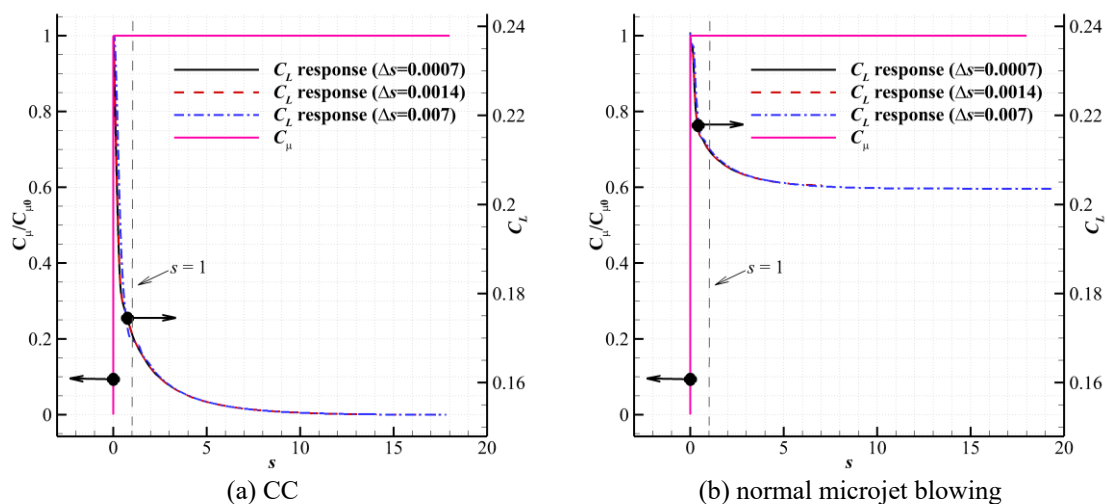 1
0.8
0.6
0.4
0.2
0
C_μ/C_μ0
0.24
0.22
0.2
0.18
0.16
C_L
C_L response (Δs=0.0007)
C_L response (Δs=0.0014)
C_L response (Δs=0.007)
C_μ
s = 1
0 5 10 15 20
s
(a) CC
1
0.8
0.6
0.4
0.2
0
C_μ/C_μ0
0.24
0.22
0.2
0.18
0.16
C_L
C_L response (Δs=0.0007)
C_L response (Δs=0.0014)
C_L response (Δs=0.007)
C_μ
s = 1
0 5 10 15 20
s
(b) normal microjet blowing